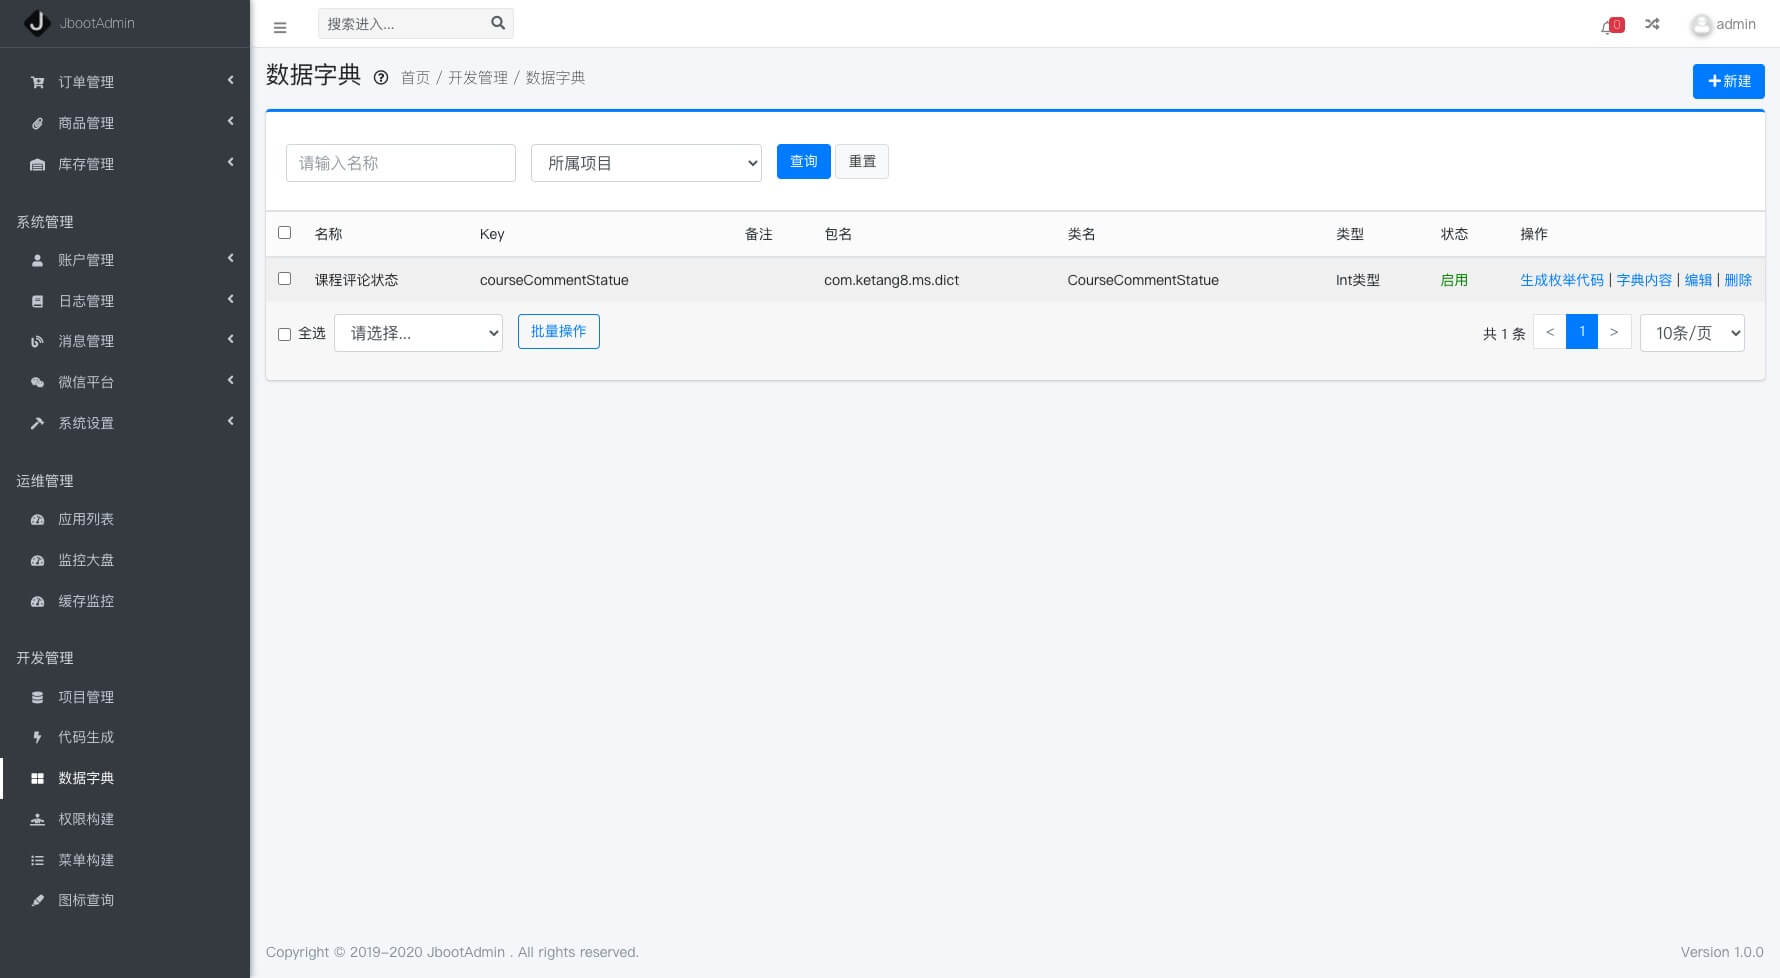 JbootAdmin
搜索进入...
0
admin
订单管理
商品管理
库存管理
系统管理
账户管理
日志管理
消息管理
微信平台
系统设置
运维管理
应用列表
监控大盘
缓存监控
开发管理
项目管理
代码生成
数据字典
权限构建
菜单构建
图标查询
数据字典 首页 / 开发管理 / 数据字典
新建
请输入名称 所属项目 查询 重置
名称 Key 备注 包名 类名 类型 状态 操作
课程评论状态 courseCommentStatue com.ketang8.ms.dict CourseCommentStatue Int类型 启用 生成枚举代码 | 字典内容 | 编辑 | 删除
全选 请选择... 批量操作 共 1 条 < 1 > 10条/页
Copyright © 2019-2020 JbootAdmin . All rights reserved. Version 1.0.0